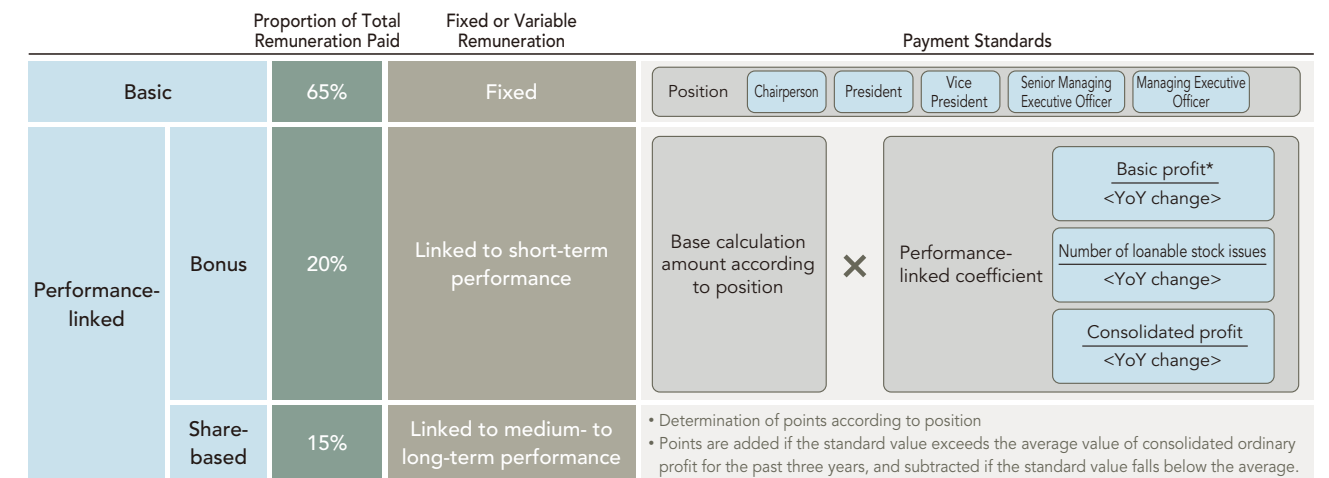 Proportion of Total
Remuneration Paid
Fixed or Variable
Remuneration
Payment Standards
Basic
65%
Fixed
Position
Chairperson
President
Vice
President
Senior Managing
Executive Officer
Managing Executive
Officer
Performance-
linked
Bonus
20%
Linked to short-term
performance
Base calculation
amount according
to position
×
Performance-
linked coefficient
Basic profit*
<YoY change>
Number of loanable stock issues
<YoY change>
Consolidated profit
<YoY change>
Share-
based
15%
Linked to medium- to
long-term performance
• Determination of points according to position
• Points are added if the standard value exceeds the average value of consolidated ordinary
profit for the past three years, and subtracted if the standard value falls below the average.